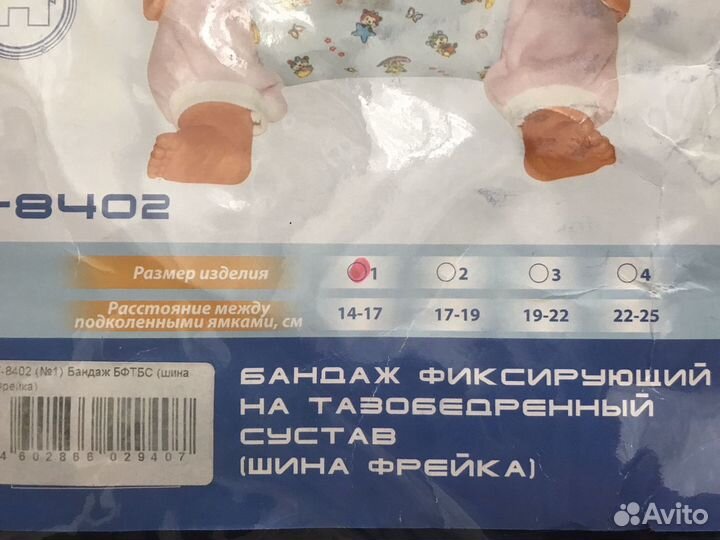 -8402
Размер изделия 1 2 3 4
Расстояние между
подколенными ямками, см 14-17 17-19 19-22 22-25
-8402 (№1) Бандаж БФТБС (шина
Фрейка)
4 602866 029407
БАНДАЖ ФИКСИРУЮЩИЙ
НА ТАЗОБЕДРЕННЫЙ
СУСТАВ
(ШИНА ФРЕЙКА)
Avito